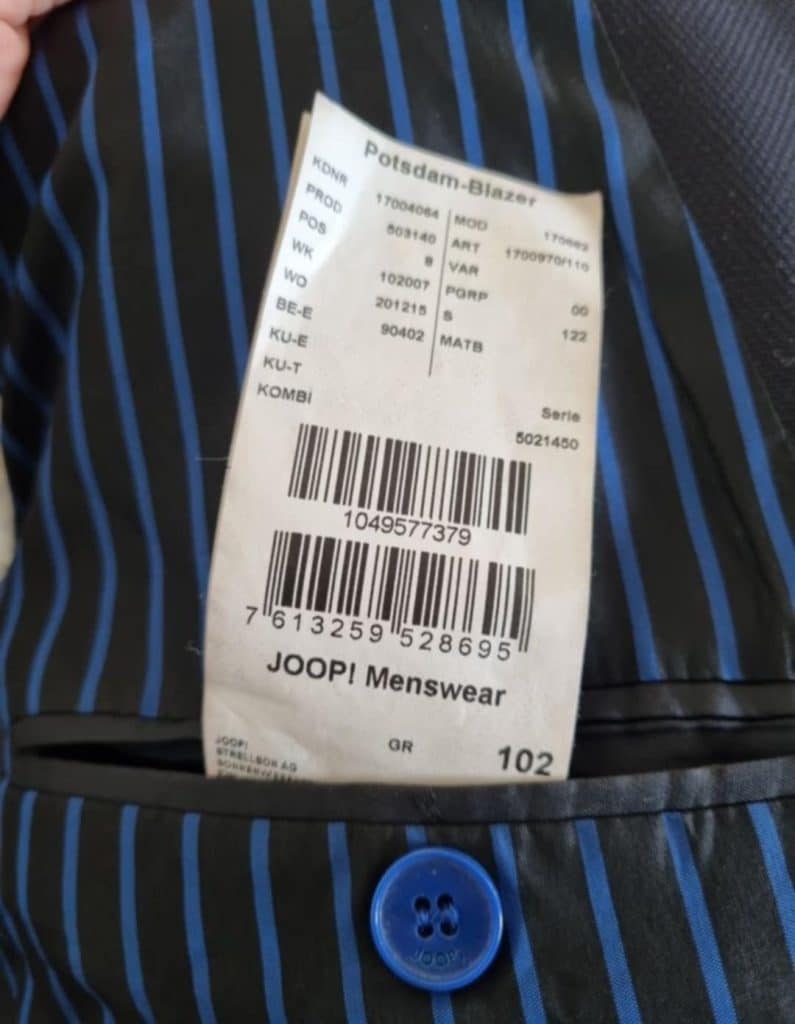 Potsdam-Blazer
KDNR 17004064 MOD 170682
PROD 503140 ART 1700970/110
POS 8 VAR
WK 102007 PGRP 00
WO 201215 S 122
BE-E 90402 MATB
KU-E
KU-T Serie
KOMBI 5021450
1049577379
7 613259 528695
JOOP! Menswear
GR 102
JOOP!
STRELLSON AG
JOOP!